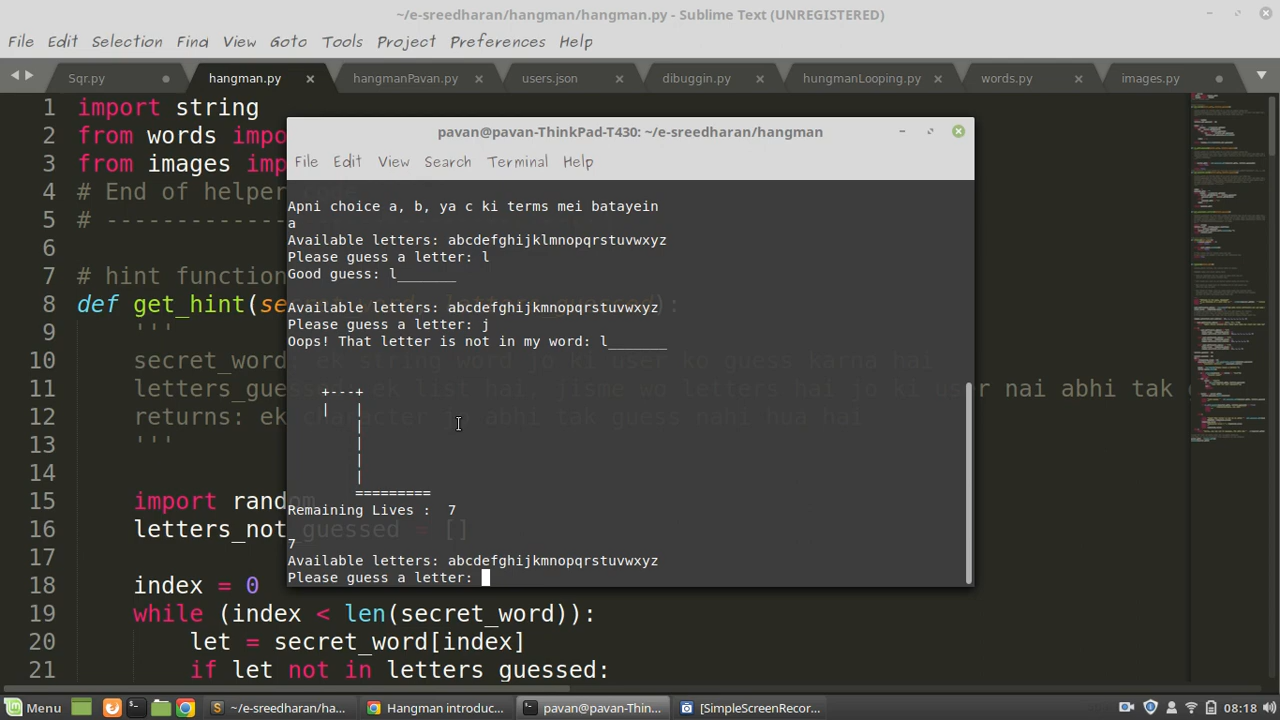 ~/e-sreedharan/hangman/hangman.py - Sublime Text (UNREGISTERED)
File Edit Selection Find View Goto Tools Project Preferences Help
Sqr.py hangman.py hangmanPavan.py users.json dibuggin.py hungmanLooping.py words.py images.py
1 import string
2 from words impo
3 from images imp
4 # End of helper
5 # -----------
6
7 # hint function
8 def get_hint(se
9 '''
10 secret_word:
11 letters_gues
12 returns: ek
13 '''
14
15 import random
16 letters_not_guessed = []
17
18 index = 0
19 while (index < len(secret_word)):
20 let = secret_word[index]
21 if let not in letters_guessed:
pavan@pavan-ThinkPad-T430: ~/e-sreedharan/hangman
File Edit View Search Terminal Help
Apni choice a, b, ya c ki terms mei batayein
a
Available letters: abcdefghijklmnopqrstuvwxyz
Please guess a letter: l
Good guess: l_______
Available letters: abcdefghijkmnopqrstuvwxyz
Please guess a letter: j
Oops! That letter is not in my word: l_______
+---+
|   |
|
|
|
|
=========
Remaining Lives :  7
7
Available letters: abcdefghijkmnopqrstuvwxyz
Please guess a letter:
Menu ~/e-sreedharan/ha... Hangman introduc... pavan@pavan-Thin... [SimpleScreenRecor... 08:18